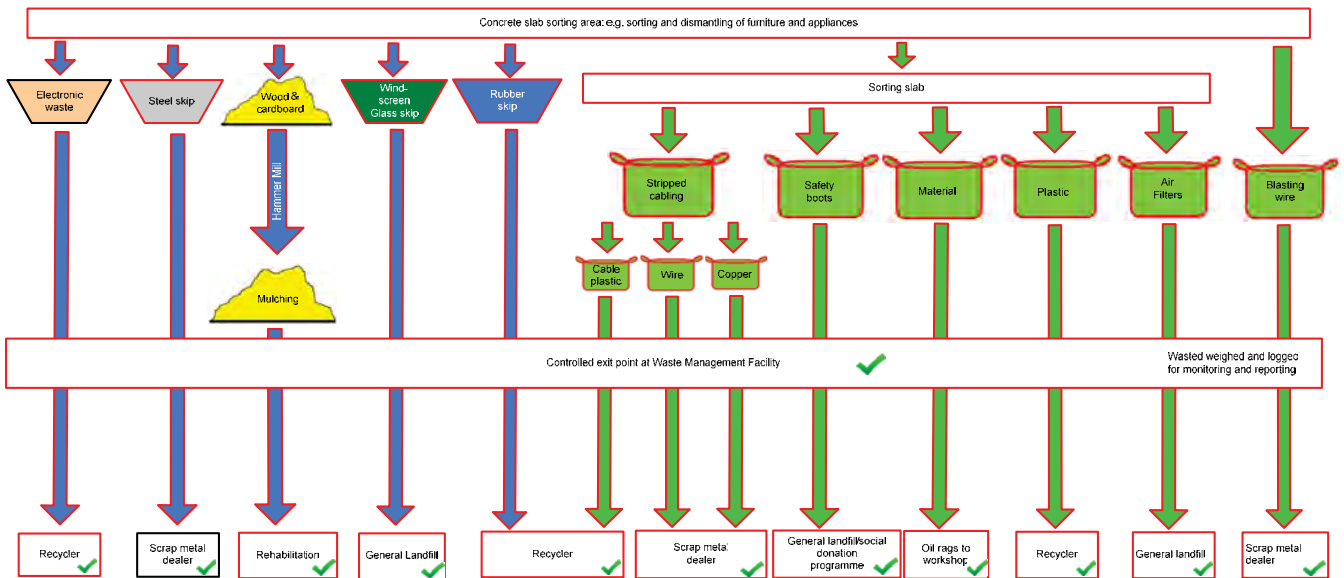 Concrete slab sorting area: e.g. sorting and dismantling of furniture and appliances
Electronic
waste
Steel skip
Wood &
cardboard
Wind-
screen
Glass skip
Rubber
skip
Sorting slab
Hammer Mill
Stripped
cabling
Safety
boots
Material
Plastic
Air
Filters
Blasting
wire
Cable
plastic
Wire
Copper
Mulching
Controlled exit point at Waste Management Facility
Wasted weighed and logged
for monitoring and reporting
Recycler
Scrap metal
dealer
Rehabilitation
General Landfill
Recycler
Scrap metal
dealer
General landfill/social
donation
programme
Oil rags to
workshop
Recycler
General landfill
Scrap metal
dealer